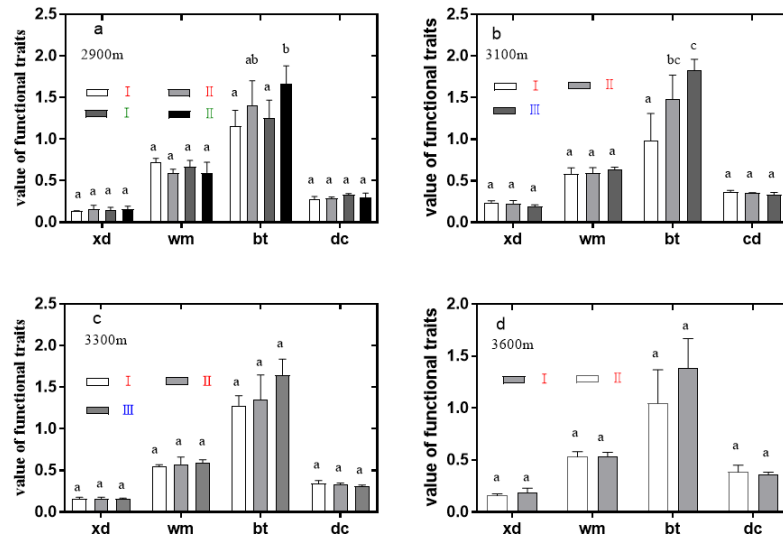 a
2900m
I II
I II
value of functional traits
2.5
2.0
1.5
1.0
0.5
0.0
a a a a
a a a a
a ab a b
a a a a
xd wm bt dc
b
3100m
I II
III
value of functional traits
2.5
2.0
1.5
1.0
0.5
0.0
a a a
a a a
a bc c
a a a
xd wm bt cd
c
3300m
I II
III
value of functional traits
2.5
2.0
1.5
1.0
0.5
0.0
a a a
a a a
a a a
a a a
xd wm bt dc
d
3600m
I II
value of functional traits
2.0
1.5
1.0
0.5
0.0
a a
a a
a a
a a
xd wm bt dc